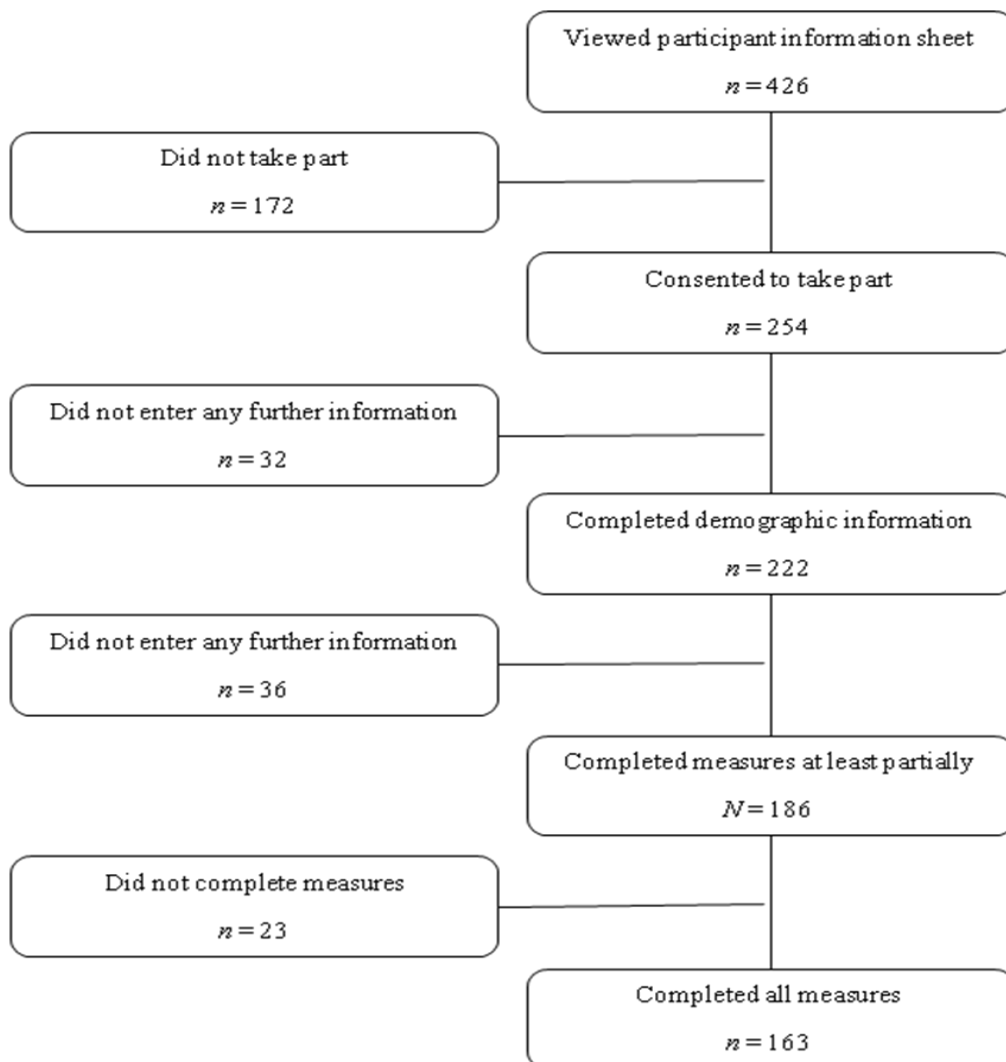 Viewed participant information sheet
n = 426
Did not take part
n = 172
Consented to take part
n = 254
Did not enter any further information
n = 32
Completed demographic information
n = 222
Did not enter any further information
n = 36
Completed measures at least partially
N = 186
Did not complete measures
n = 23
Completed all measures
n = 163